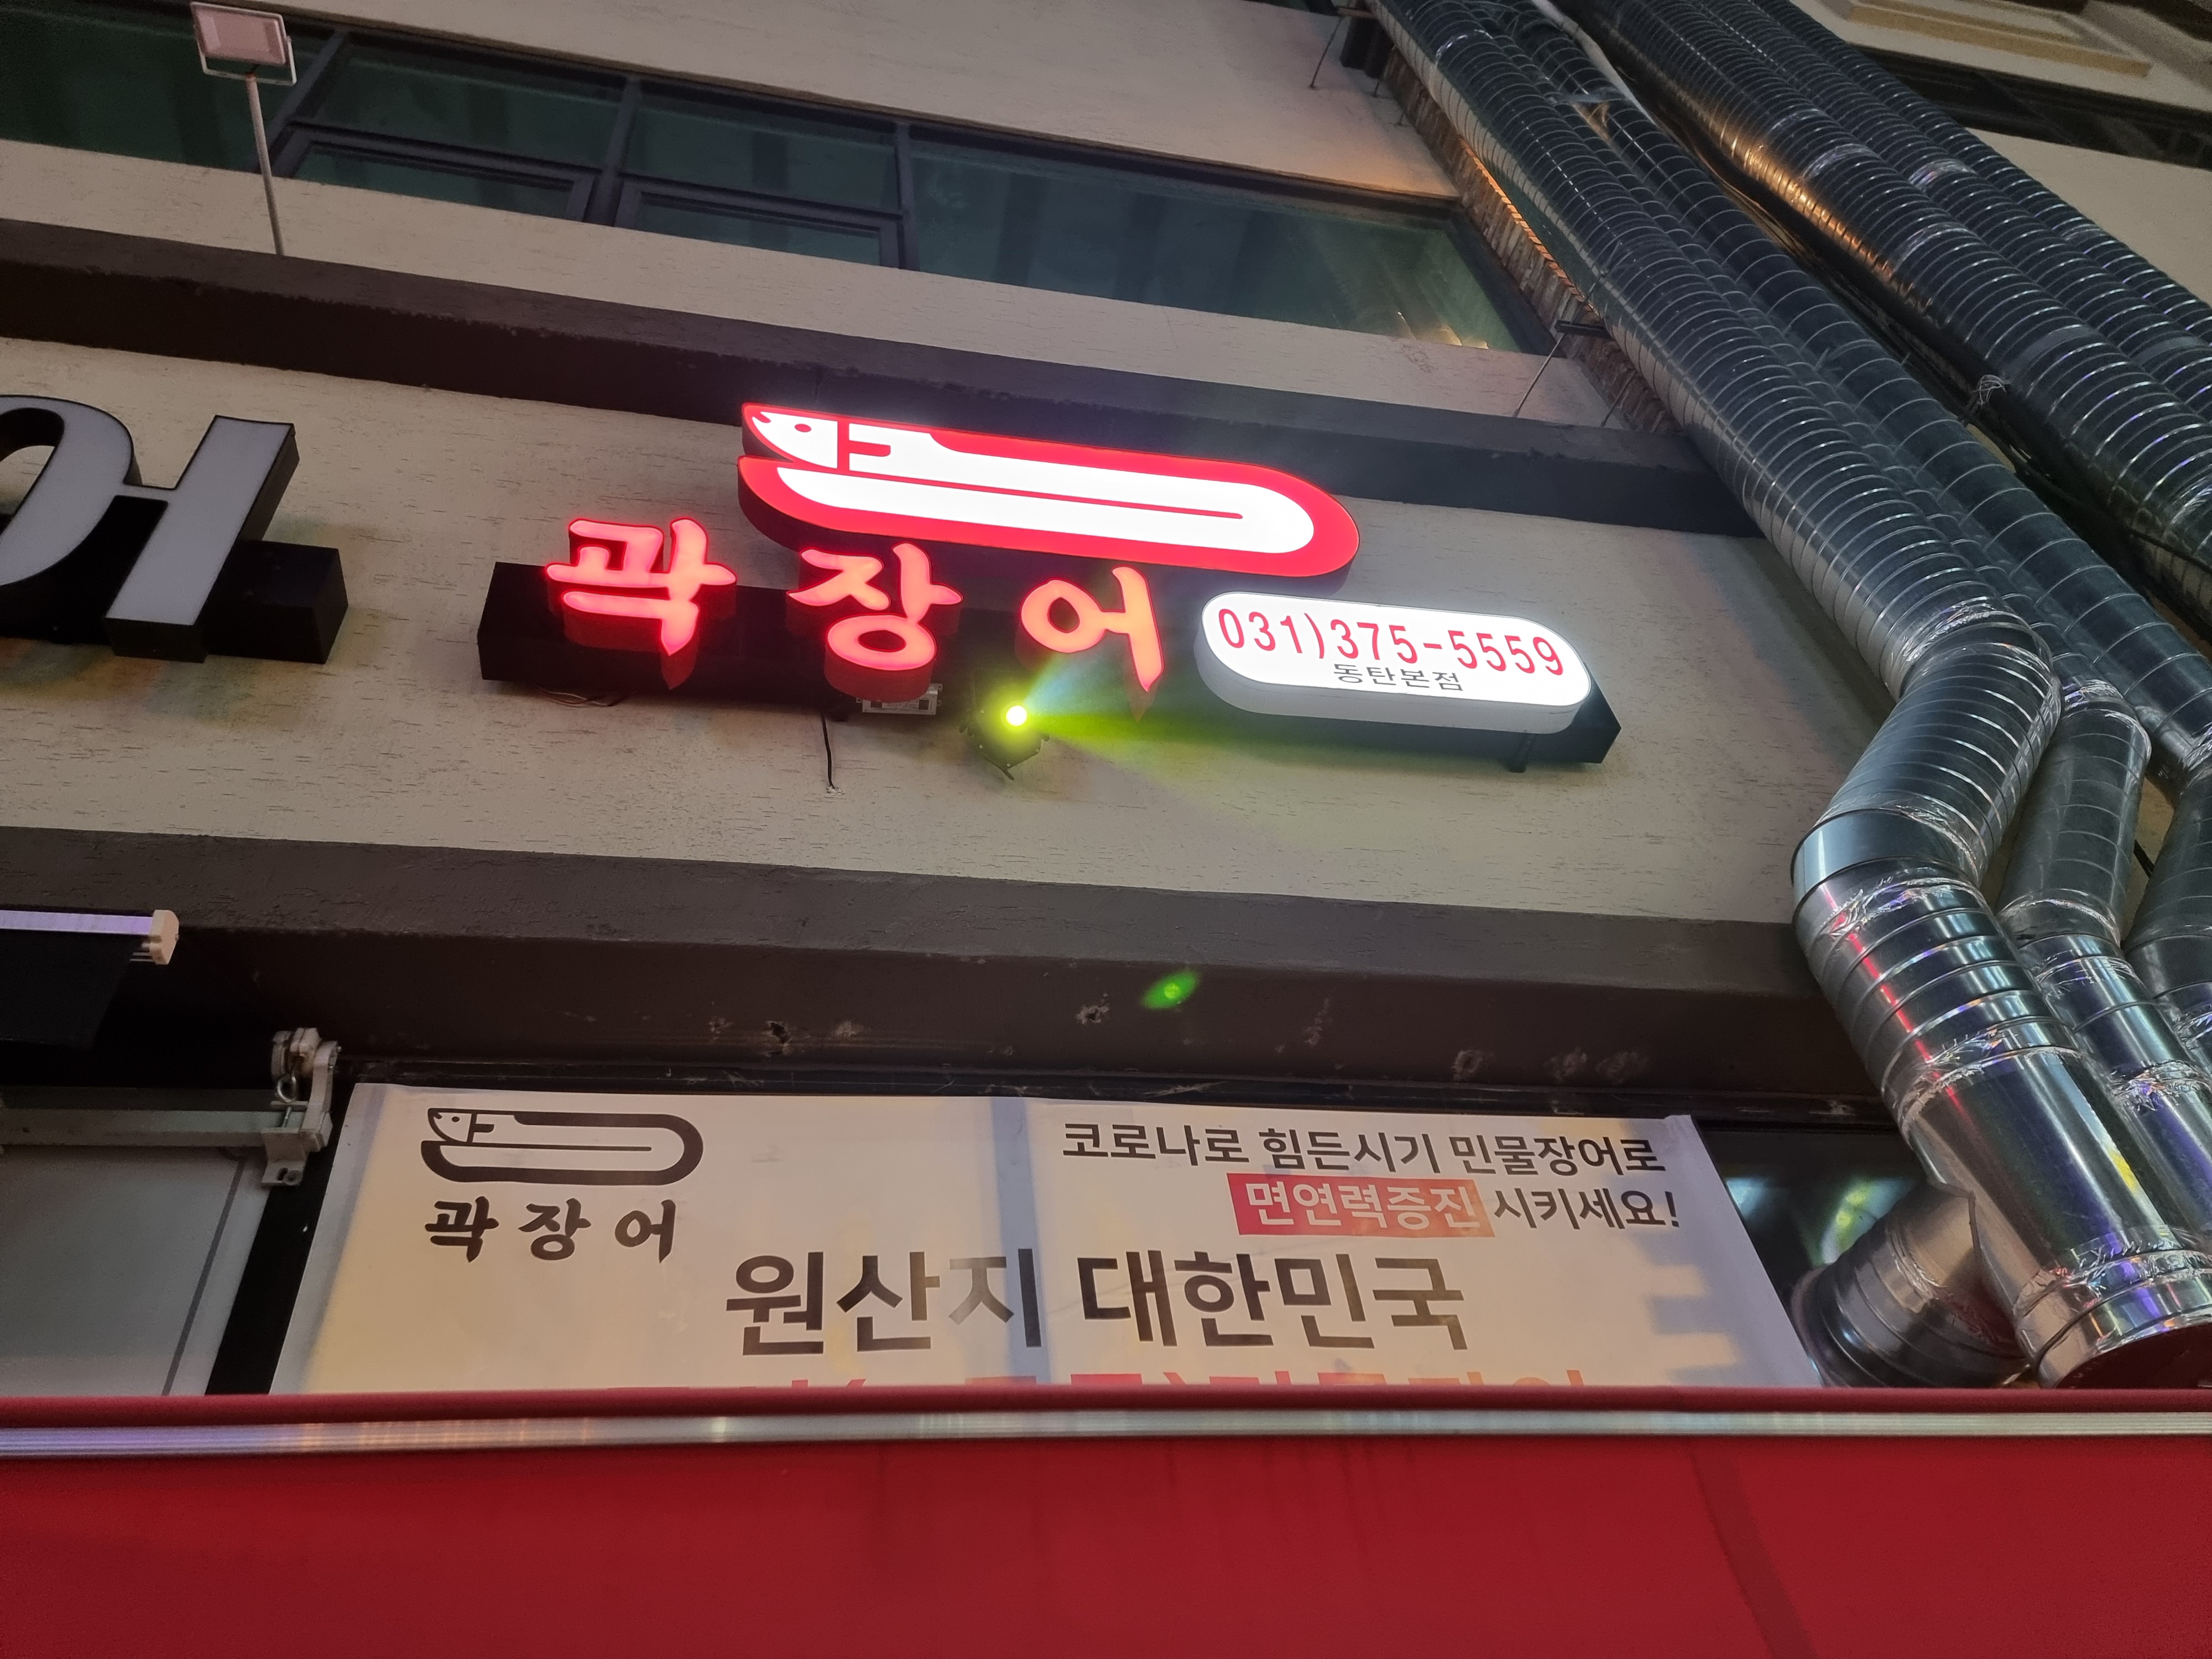 어
곽장어
031)375-5559
동탄본점
곽장어
코로나로 힘든시기 민물장어로
면연력증진 시키세요!
원산지 대한민국